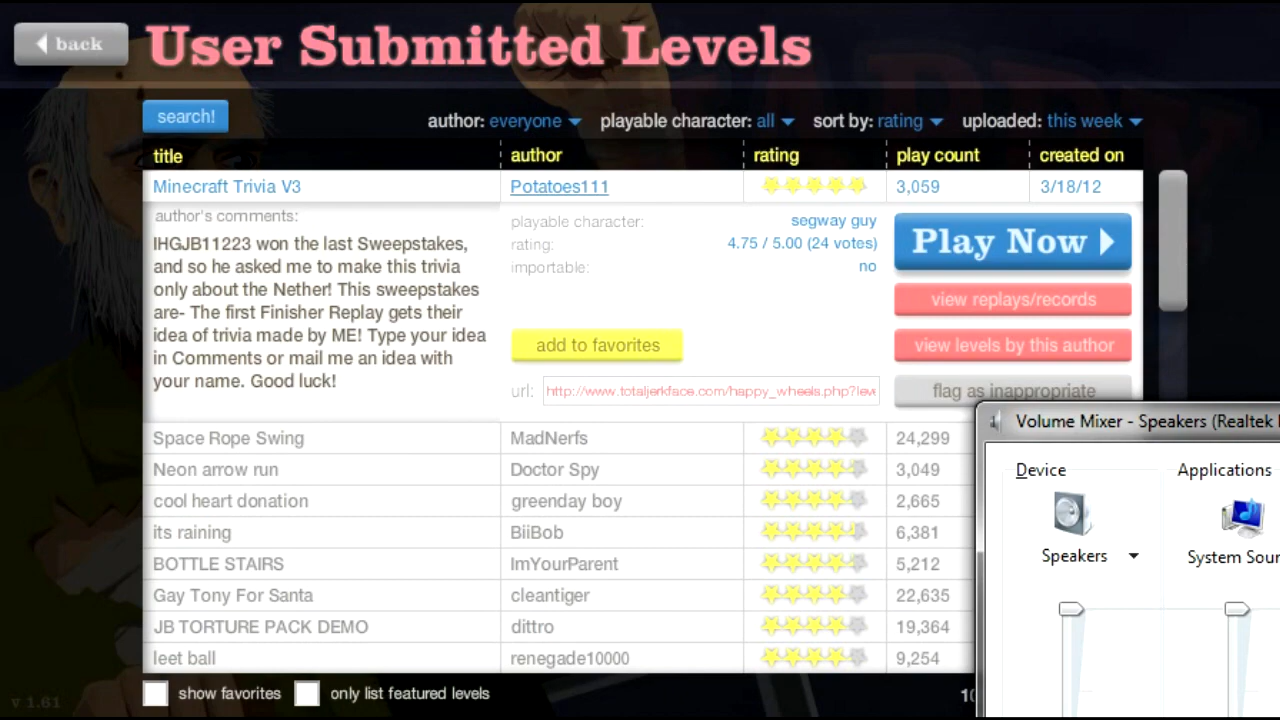 back
User Submitted Levels
search!
author: everyone playable character: all sort by: rating uploaded: this week
title author rating play count created on
Minecraft Trivia V3 Potatoes111 3,059 3/18/12
author's comments:
IHGJB11223 won the last Sweepstakes,
and so he asked me to make this trivia
only about the Nether! This sweepstakes
are- The first Finisher Replay gets their
idea of trivia made by ME! Type your idea
in Comments or mail me an idea with
your name. Good luck!
playable character: segway guy
rating: 4.75 / 5.00 (24 votes)
importable: no
add to favorites
url: http://www.totaljerkface.com/happy_wheels.php?lev
Play Now
view replays/records
view levels by this author
flag as inappropriate
Space Rope Swing MadNerfs 24,299
Neon arrow run Doctor Spy 3,049
cool heart donation greenday boy 2,665
its raining BiiBob 6,381
BOTTLE STAIRS ImYourParent 5,212
Gay Tony For Santa cleantiger 22,635
JB TORTURE PACK DEMO dittro 19,364
leet ball renegade10000 9,254
show favorites only list featured levels 10
v 1.61
Volume Mixer - Speakers (Realtek
Device Applications
Speakers System Soun